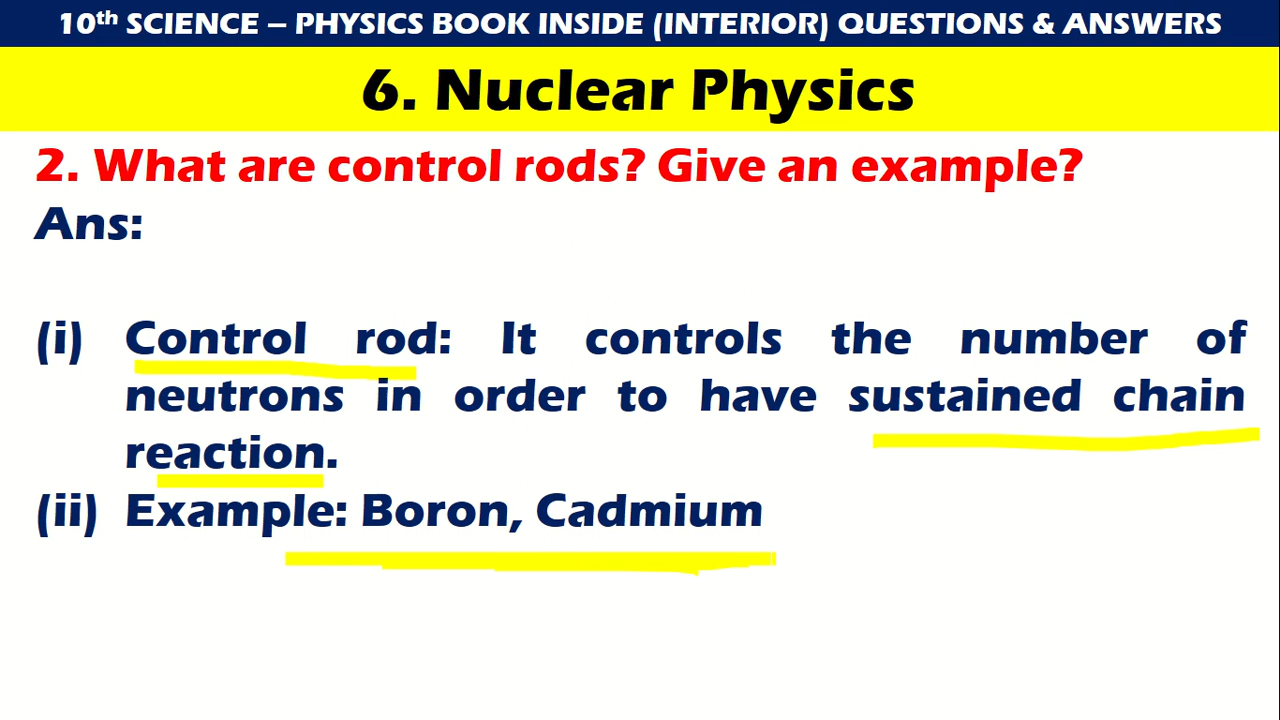 10th SCIENCE – PHYSICS BOOK INSIDE (INTERIOR) QUESTIONS & ANSWERS
6. Nuclear Physics
2. What are control rods? Give an example?
Ans:
(i) Control rod: It controls the number of
neutrons in order to have sustained chain
reaction.
(ii) Example: Boron, Cadmium